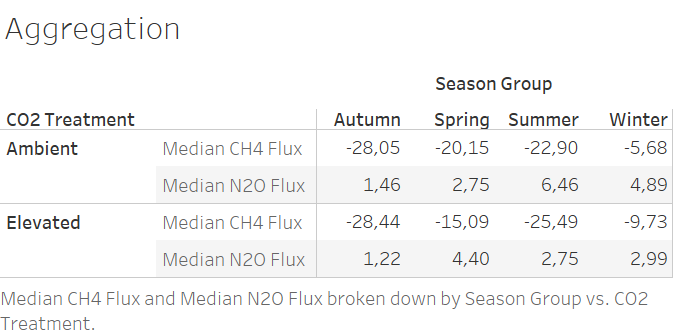 Aggregation
Season Group
CO2 Treatment Autumn Spring Summer Winter
Ambient Median CH4 Flux -28,05 -20,15 -22,90 -5,68
Median N2O Flux 1,46 2,75 6,46 4,89
Elevated Median CH4 Flux -28,44 -15,09 -25,49 -9,73
Median N2O Flux 1,22 4,40 2,75 2,99
Median CH4 Flux and Median N2O Flux broken down by Season Group vs. CO2
Treatment.